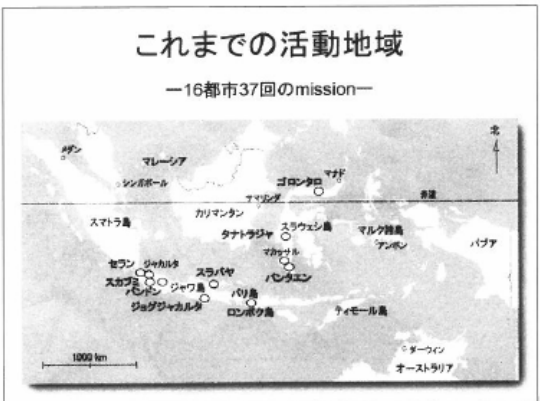 これまでの活動地域
ー16都市37回のmissionー
北
メダン
マレーシア
シンガポール
ゴロンタロ
マナド
サマリンダ
赤道
スマトラ島
カリマンタン
スラウェシ島
タナトラジャ
マルク諸島
アンボン
パプア
マカッサル
セラン
ジャカルタ
スラバヤ
バンタエン
スカブミ
ジャワ島
バリ島
バンドン
ジョグジャカルタ
ロンボク島
ティモール島
1000 km
ダーウィン
オーストラリア